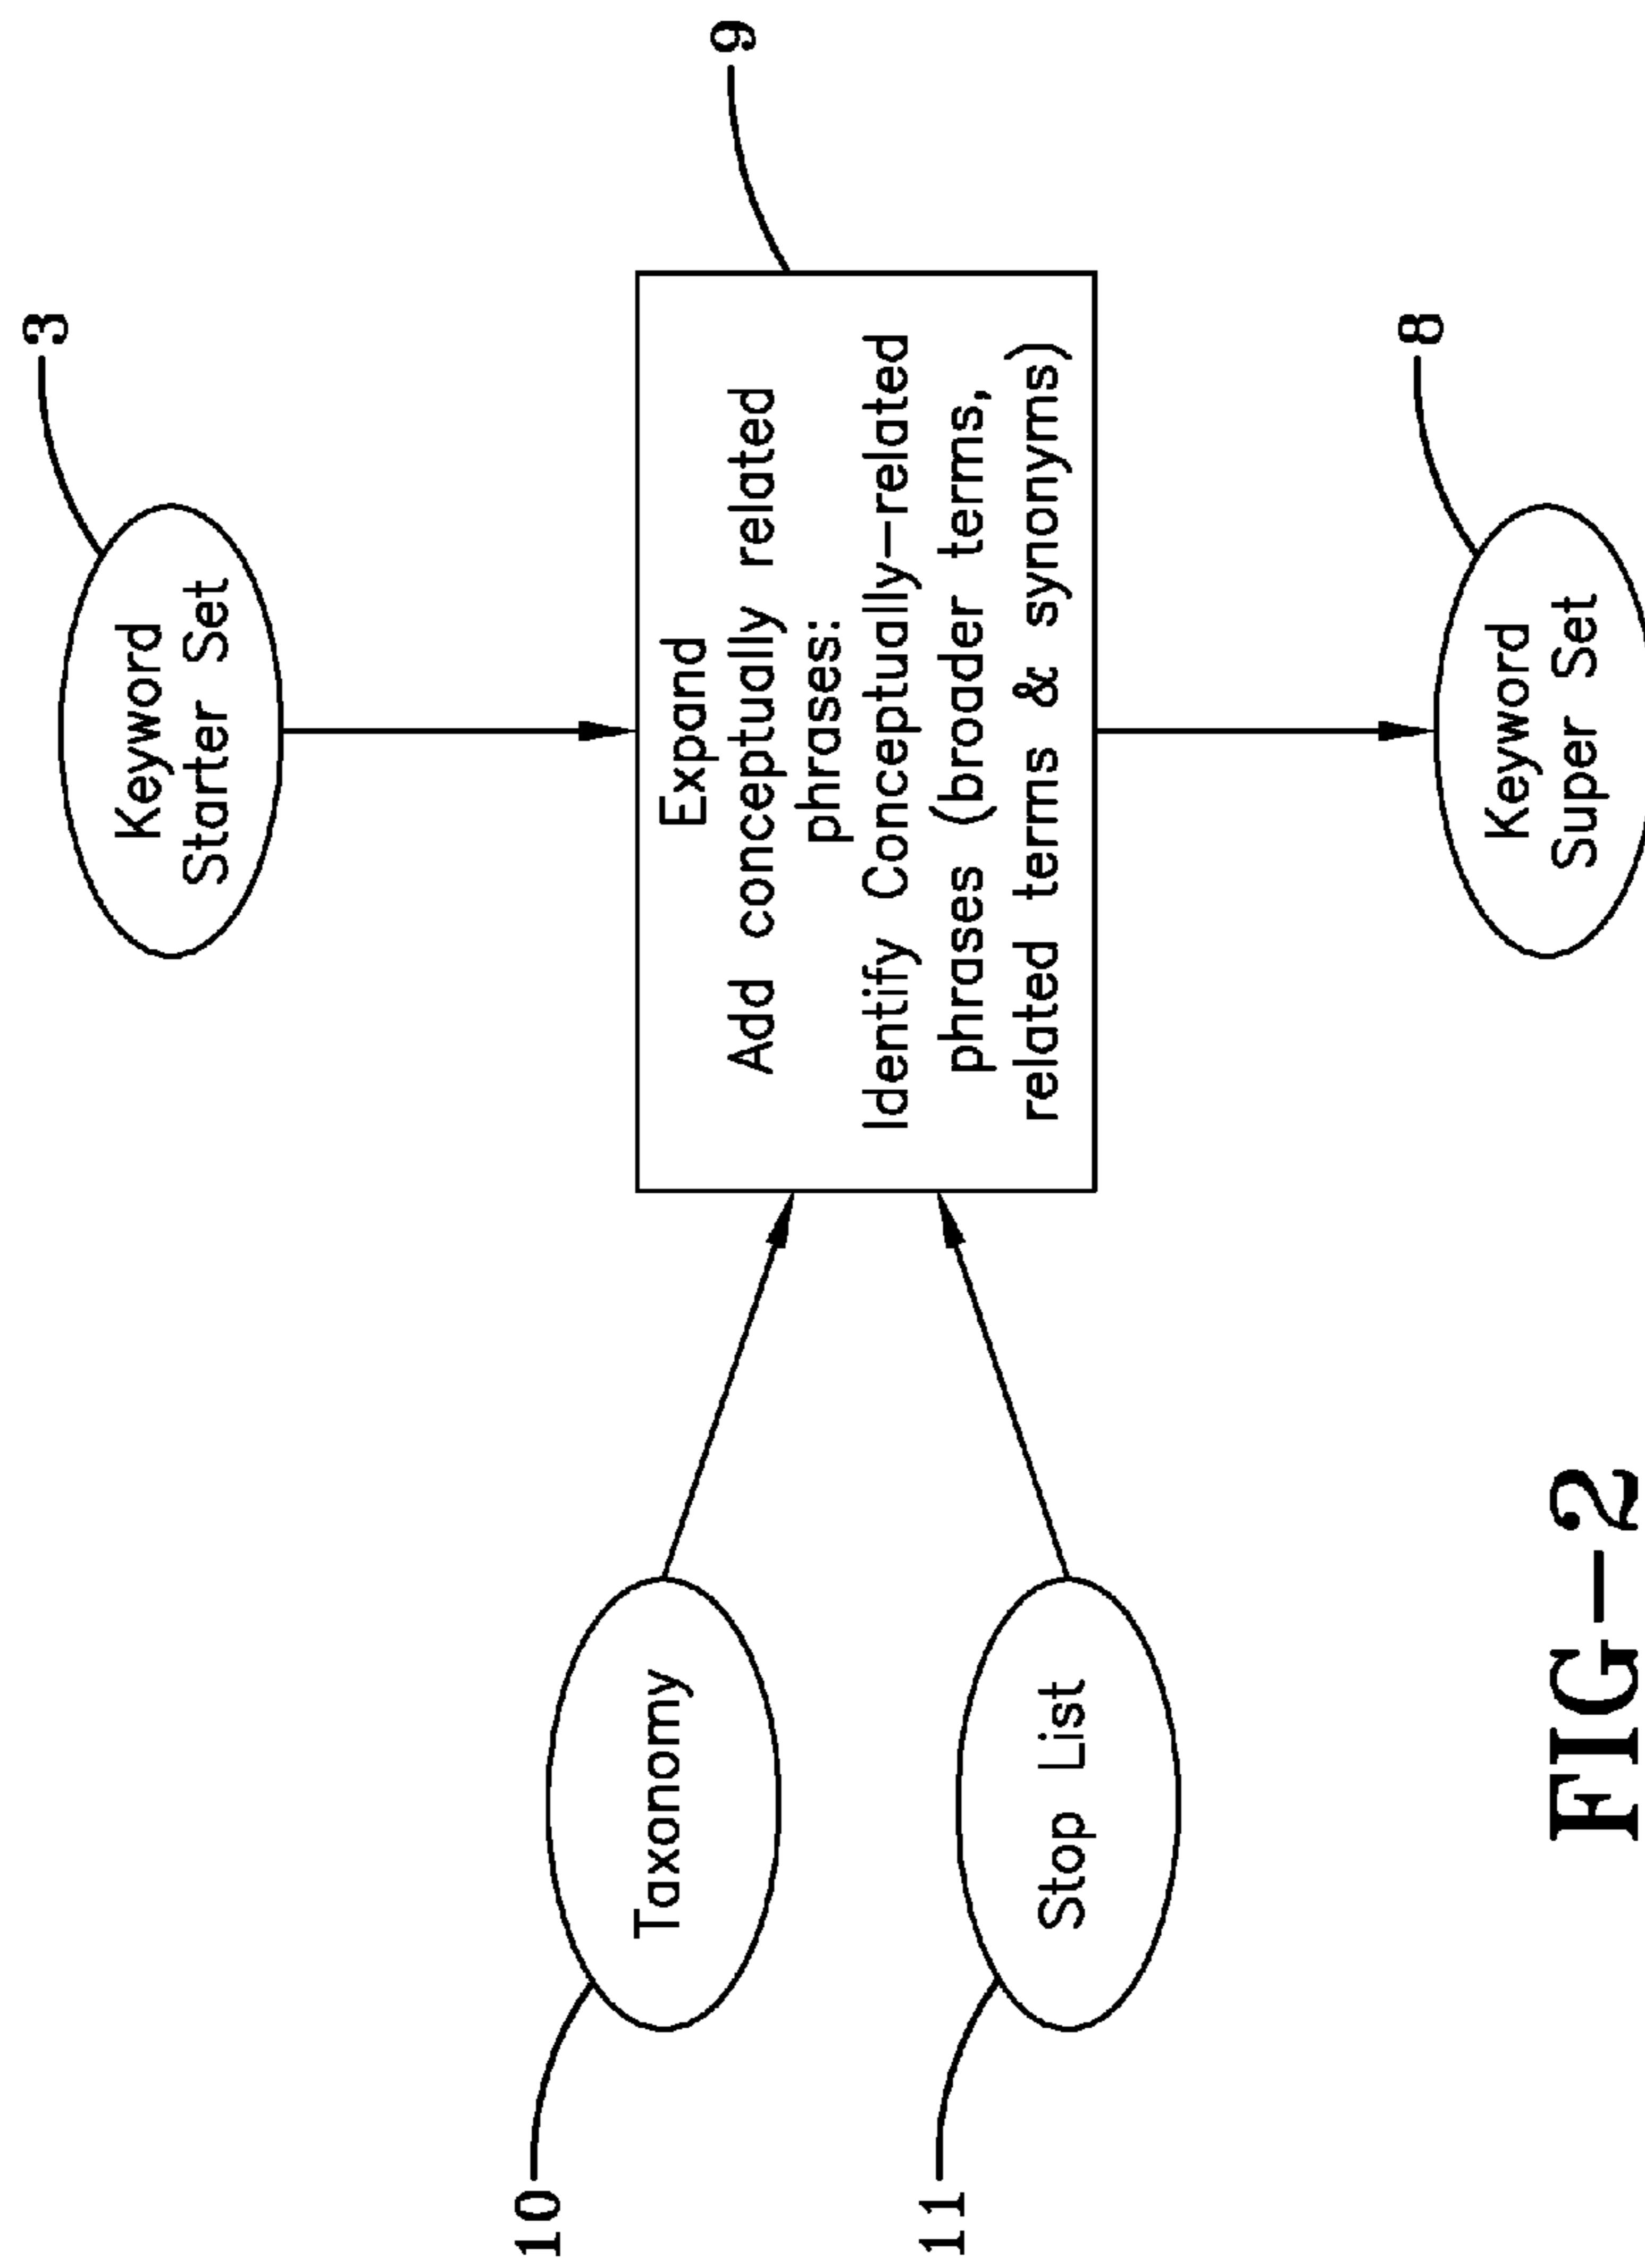 3
Keyword
Starter Set
9
Expand
Add conceptually related
phrases:
Identify Conceptually-related
phrases (broader terms,
related terms & synonyms)
10
Taxonomy
11
Stop List
8
Keyword
Super Set
FIG-2